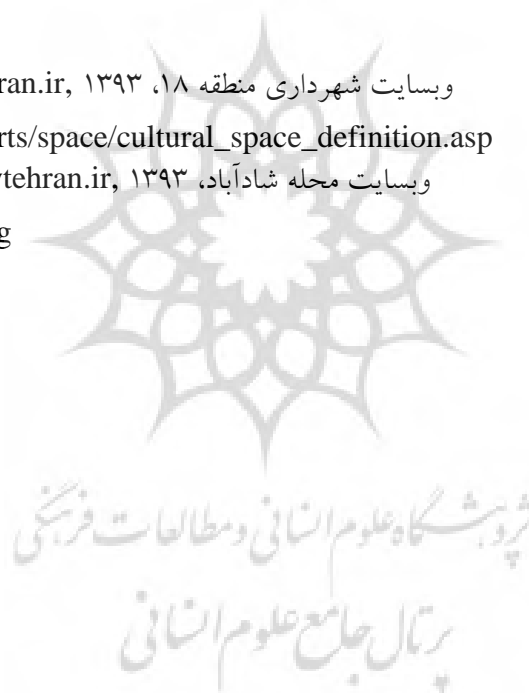 وبسایت شهرداری منطقه ۱۸، ۱۳۹۳ ,ran.ir
rts/space/cultural_space_definition.asp
وبسایت محله شادآباد، ۱۳۹۳ ,tehran.ir
g
پژوهشگاه علوم انسانی و مطالعات فرهنگی
پرتال جامع علوم انسانی